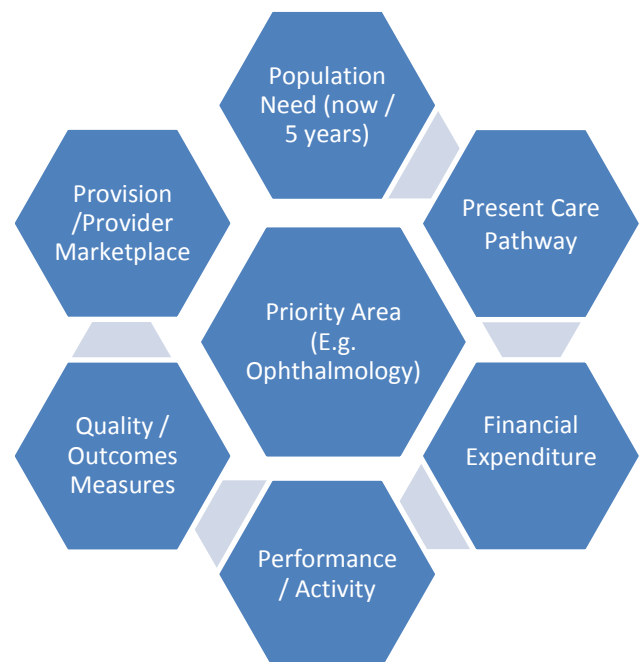 Population
Need (now /
5 years)
Provision
/Provider
Marketplace
Present Care
Pathway
Priority Area
(E.g.
Ophthalmology)
Quality /
Outcomes
Measures
Financial
Expenditure
Performance
/ Activity